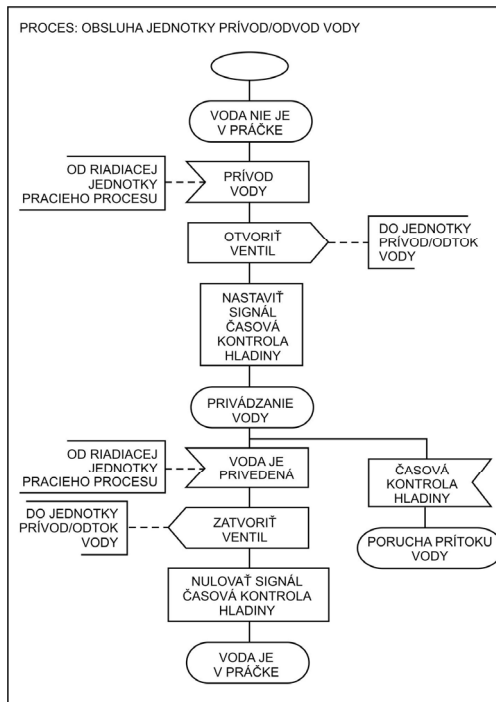 PROCES: OBSLUHA JEDNOTKY PRÍVOD/ODVOD VODY
VODA NIE JE
V PRÁČKE
OD RIADIACEJ
JEDNOTKY
PRACIEHO PROCESU
PRÍVOD
VODY
OTVORIŤ
VENTIL
DO JEDNOTKY
PRÍVOD/ODTOK
VODY
NASTAVIŤ
SIGNÁL
ČASOVÁ
KONTROLA
HLADINY
PRIVÁDZANIE
VODY
OD RIADIACEJ
JEDNOTKY
PRACIEHO PROCESU
VODA JE
PRIVEDENÁ
ČASOVÁ
KONTROLA
HLADINY
DO JEDNOTKY
PRÍVOD/ODTOK
VODY
ZATVORIŤ
VENTIL
PORUCHA PRÍTOKU
VODY
NULOVAŤ SIGNÁL
ČASOVÁ KONTROLA
HLADINY
VODA JE
V PRÁČKE